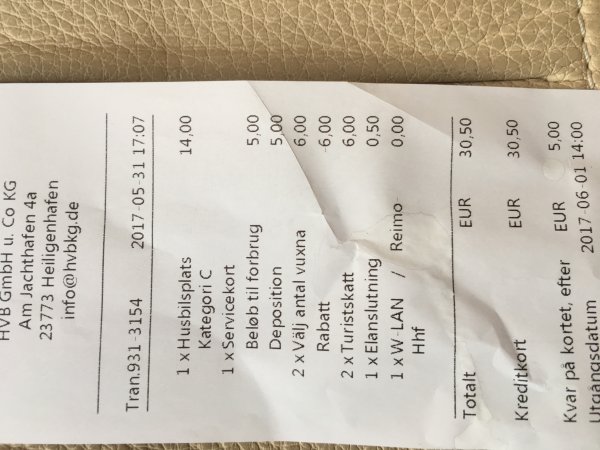 HVB GmbH u. Co KG
Am Jachthafen 4a
23773 Heiligenhafen
info@hvbkg.de
Tran.931-3154 2017-05-31 17:07
1 x Husbilsplats 14,00
Kategori C
1 x Servicekort
Beløb til forbrug 5,00
Deposition 5,00
2 x Välj antal vuxna 6,00
Rabatt -6,00
2 x Turistskatt 6,00
1 x Elanslutning 0,50
1 x W-LAN / Reimo- 0,00
Hhf
Totalt EUR 30,50
Kreditkort EUR 30,50
Kvar på kortet, efter EUR 5,00
Utgångsdatum 2017-06-01 14:00